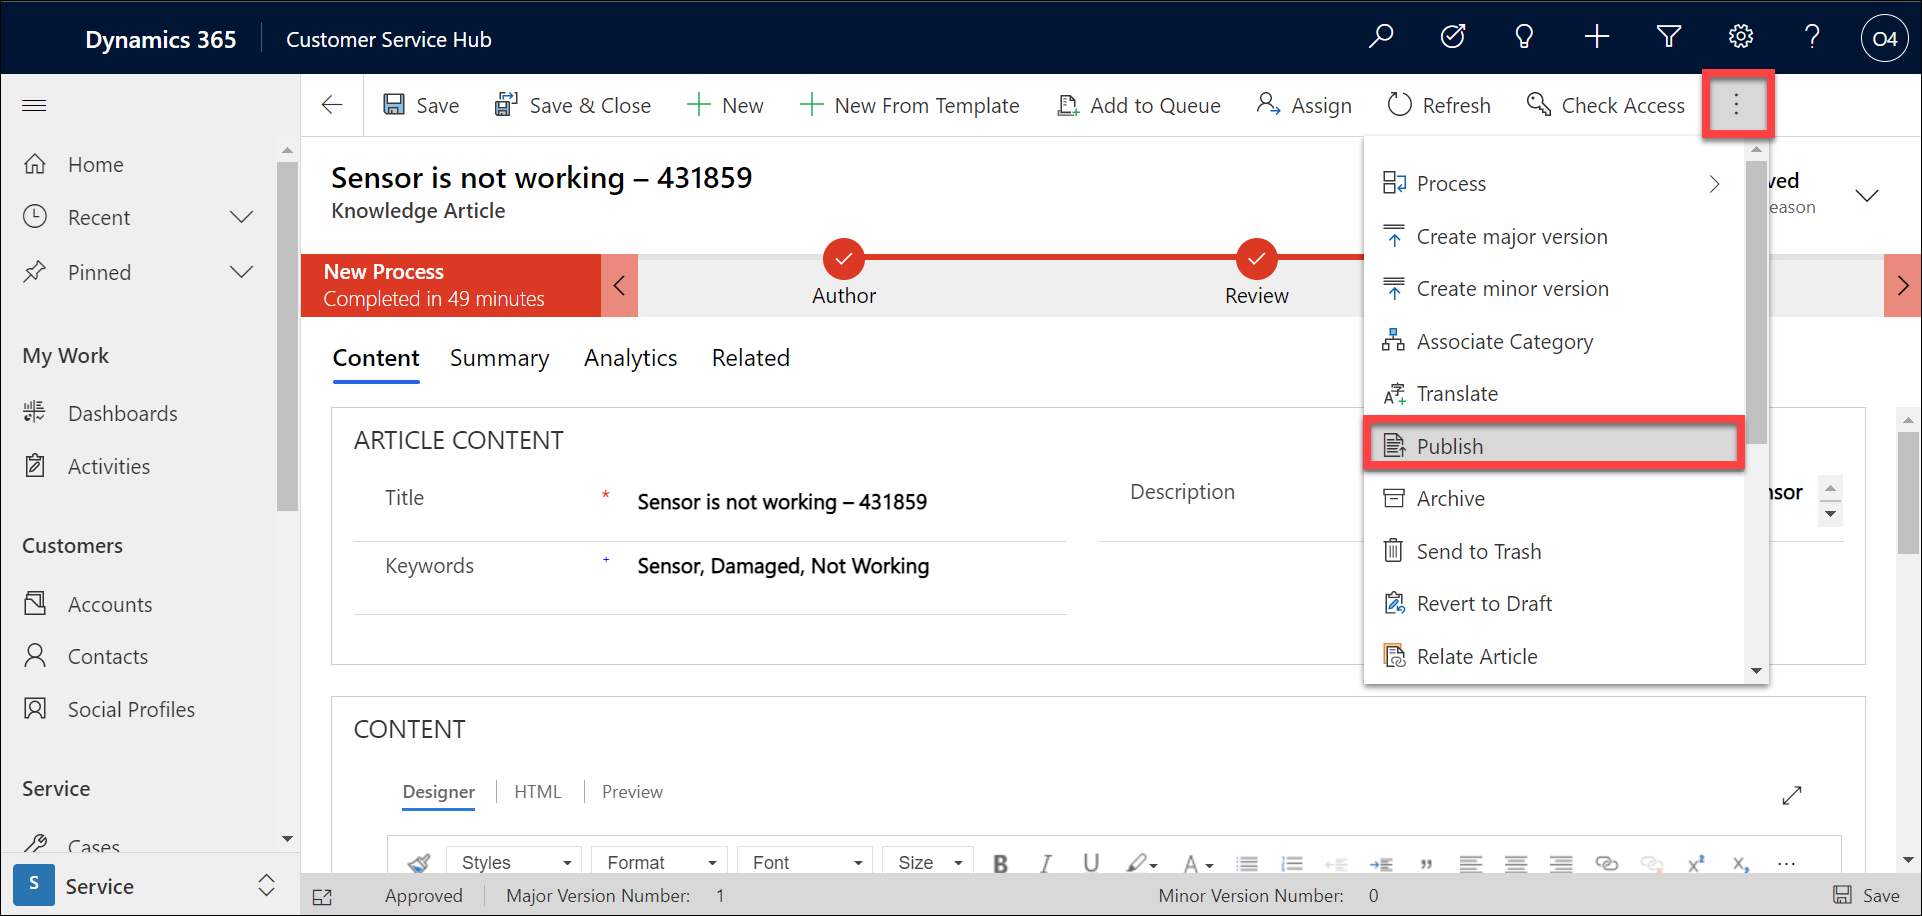 Dynamics 365 Customer Service Hub O4
Save Save & Close New New From Template Add to Queue Assign Refresh Check Access
Home
Recent
Pinned
My Work
Dashboards
Activities
Customers
Accounts
Contacts
Social Profiles
Service
Cases
S Service
Sensor is not working – 431859
Knowledge Article
New Process
Completed in 49 minutes
Author
Review
Content Summary Analytics Related
ARTICLE CONTENT
Title * Sensor is not working – 431859
Keywords + Sensor, Damaged, Not Working
Description
CONTENT
Designer HTML Preview
Styles Format Font Size B I U A x² x₂ ...
Process
Create major version
Create minor version
Associate Category
Translate
Publish
Archive
Send to Trash
Revert to Draft
Relate Article
ved
eason
nsor
Approved Major Version Number: 1 Minor Version Number: 0 Save